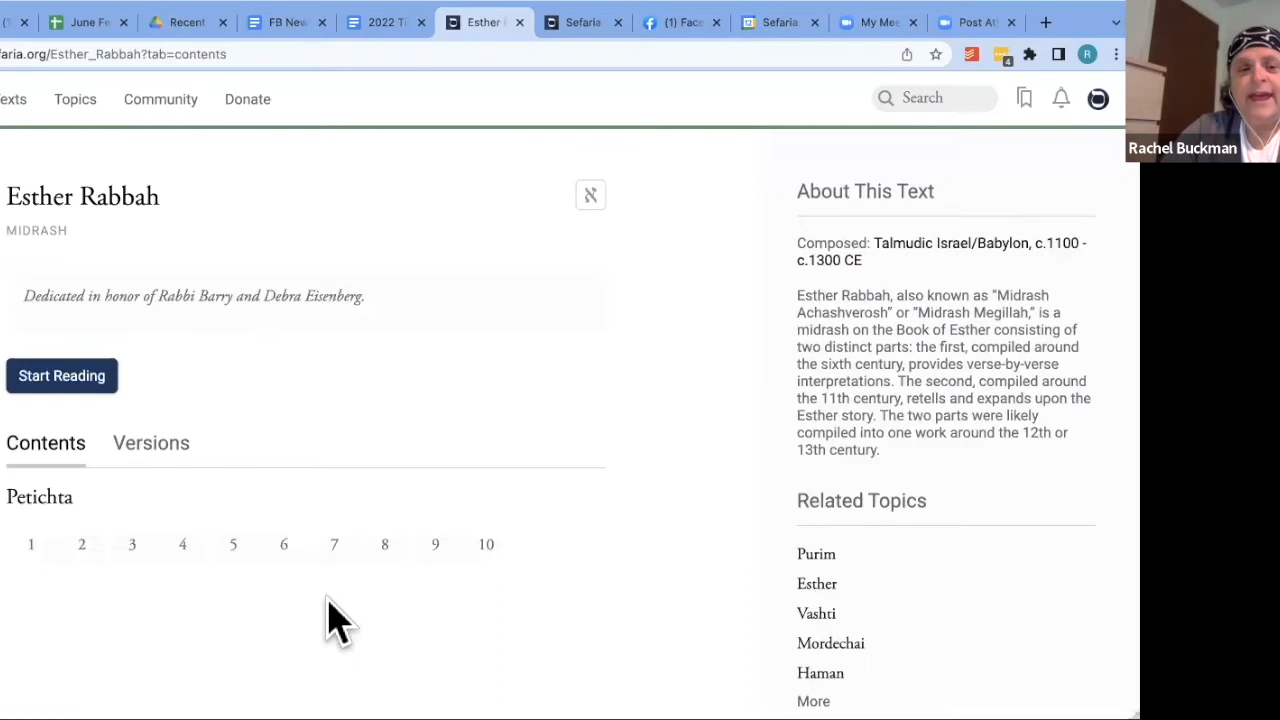 June Fe
Recent
FB New
2022 Ti
Esther
Sefaria
(1) Face
Sefaria
My Mee
Post At
faria.org/Esther_Rabbah?tab=contents
4
R
exts
Topics
Community
Donate
Search
Rachel Buckman
Esther Rabbah
א
MIDRASH
Dedicated in honor of Rabbi Barry and Debra Eisenberg.
Start Reading
Contents
Versions
Petichta
1 2 3 4 5 6 7 8 9 10
About This Text
Composed: Talmudic Israel/Babylon, c.1100 -
c.1300 CE
Esther Rabbah, also known as “Midrash
Achashverosh” or “Midrash Megillah,” is a
midrash on the Book of Esther consisting of
two distinct parts: the first, compiled around
the sixth century, provides verse-by-verse
interpretations. The second, compiled around
the 11th century, retells and expands upon the
Esther story. The two parts were likely
compiled into one work around the 12th or
13th century.
Related Topics
Purim
Esther
Vashti
Mordechai
Haman
More